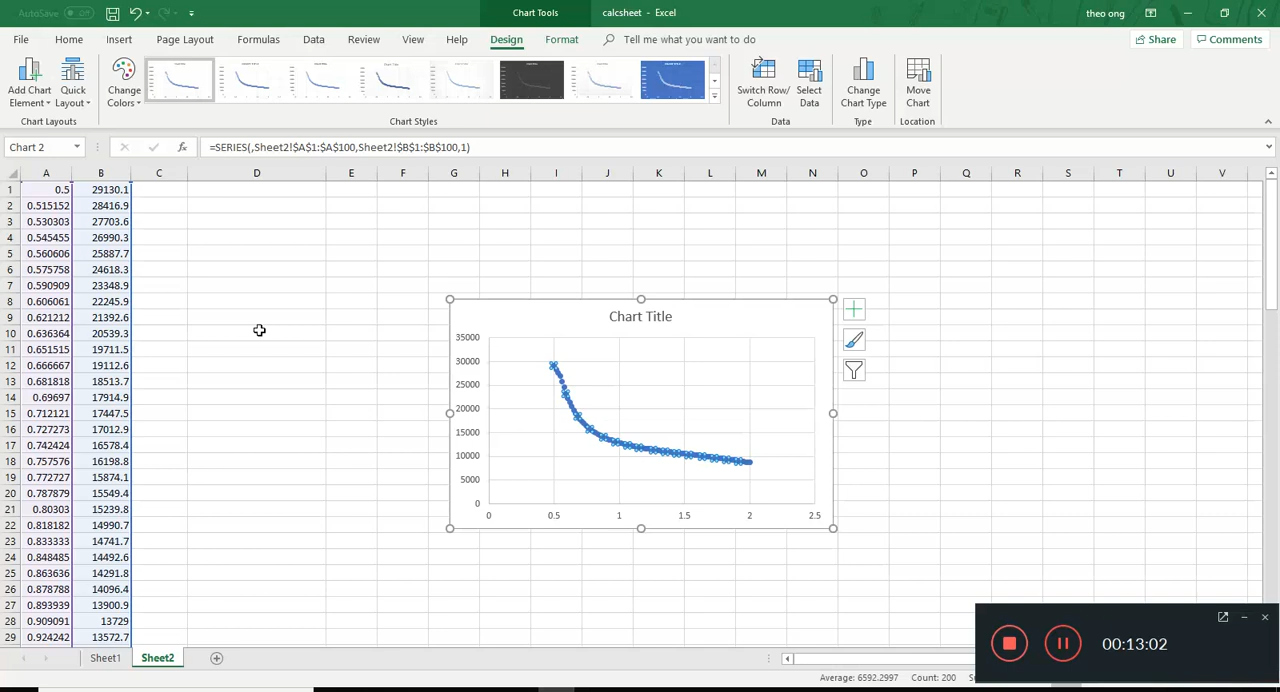 AutoSave Off
Chart Tools
calcsheet - Excel
theo ong
File Home Insert Page Layout Formulas Data Review View Help Design Format Tell me what you want to do Share Comments
Add Chart Element Quick Layout Change Colors Switch Row/ Column Select Data Change Chart Type Move Chart
Chart Layouts Chart Styles Data Type Location
Chart 2 fx =SERIES(,Sheet2!$A$1:$A$100,Sheet2!$B$1:$B$100,1)
A B C D E F G H I J K L M N O P Q R S T U V
1 0.5 29130.1
2 0.515152 28416.9
3 0.530303 27703.6
4 0.545455 26990.3
5 0.560606 25887.7
6 0.575758 24618.3
7 0.590909 23348.9
8 0.606061 22245.9
9 0.621212 21392.6
10 0.636364 20539.3
11 0.651515 19711.5
12 0.666667 19112.6
13 0.681818 18513.7
14 0.69697 17914.9
15 0.712121 17447.5
16 0.727273 17012.9
17 0.742424 16578.4
18 0.757576 16198.8
19 0.772727 15874.1
20 0.787879 15549.4
21 0.80303 15239.8
22 0.818182 14990.7
23 0.833333 14741.7
24 0.848485 14492.6
25 0.863636 14291.8
26 0.878788 14096.4
27 0.893939 13900.9
28 0.909091 13729
29 0.924242 13572.7
Chart Title
35000
30000
25000
20000
15000
10000
5000
0
0 0.5 1 1.5 2 2.5
00:13:02
Sheet1 Sheet2
Average: 6592.2997 Count: 200